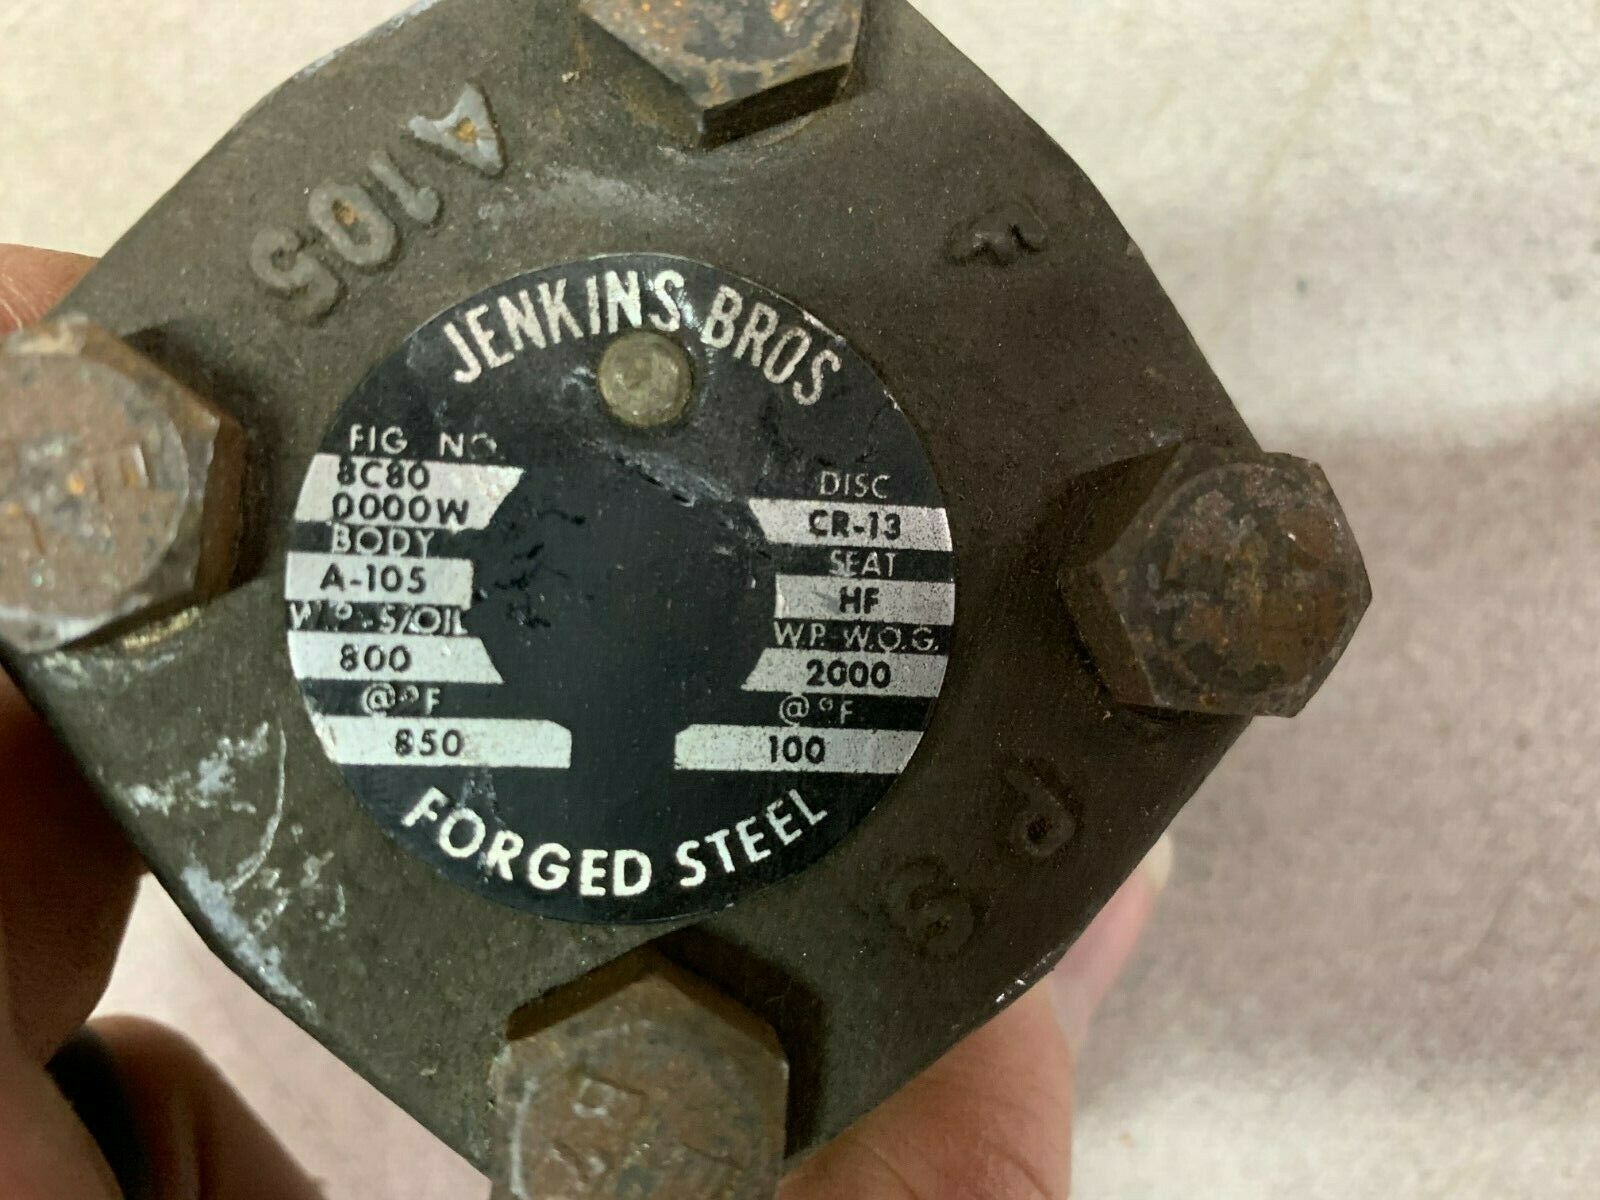 A105
F
JENKINS BROS
FIG NO.
8C80
0000W
BODY
A-105
W.P.-S/OIL
800
@°F
850
DISC
CR-13
SEAT
HF
W.P.-W.O.G.
2000
@°F
100
FORGED STEEL
SP